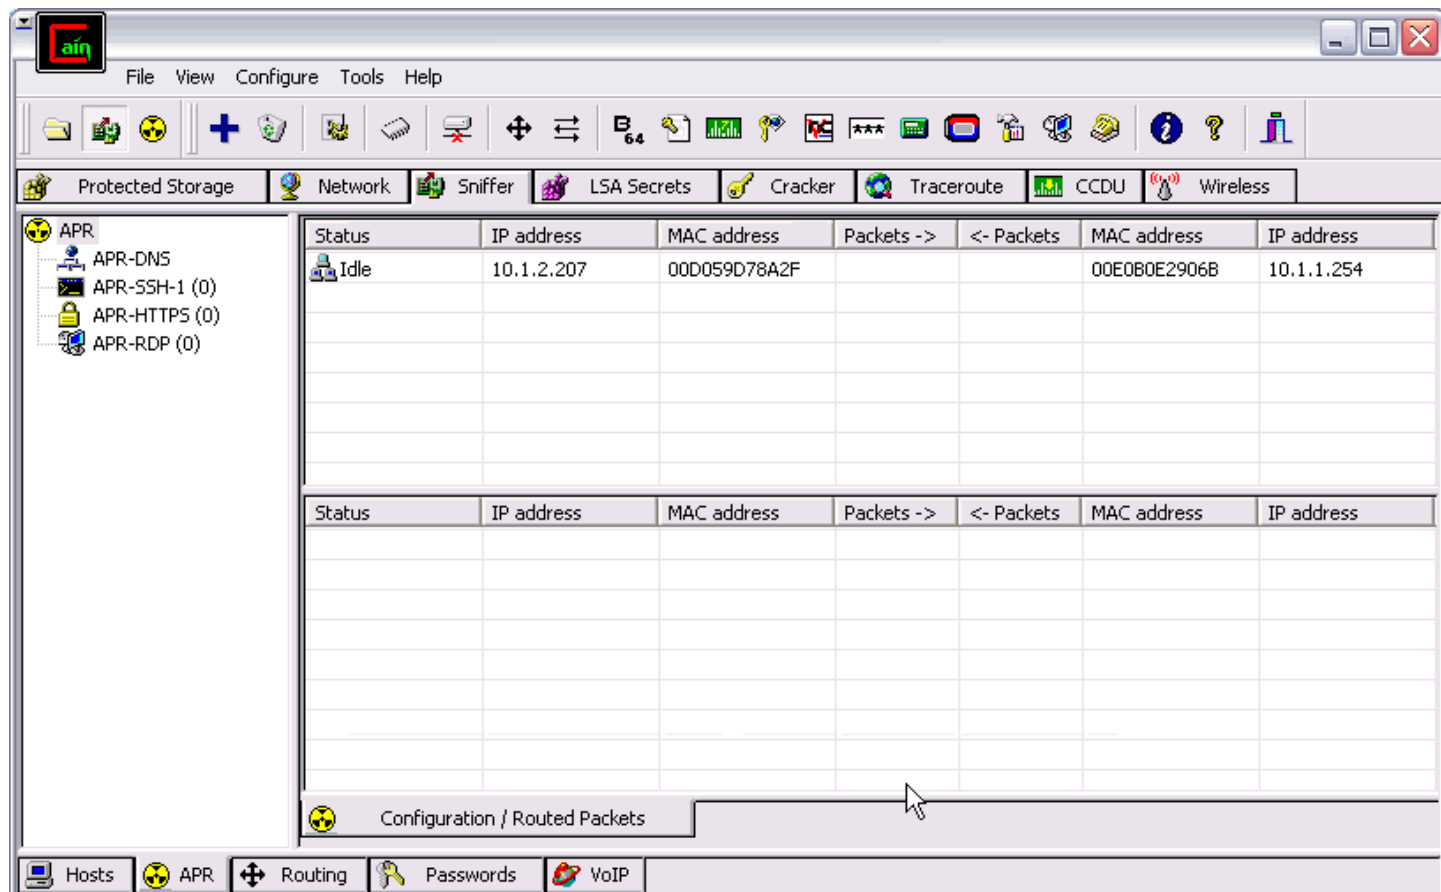 Cain
File View Configure Tools Help
B64
Protected Storage Network Sniffer LSA Secrets Cracker Traceroute CCDU Wireless
APR
APR-DNS
APR-SSH-1 (0)
APR-HTTPS (0)
APR-RDP (0)
Status IP address MAC address Packets -> <- Packets MAC address IP address
Idle 10.1.2.207 00D059D78A2F 00E0B0E2906B 10.1.1.254
Status IP address MAC address Packets -> <- Packets MAC address IP address
Configuration / Routed Packets
Hosts APR Routing Passwords VoIP